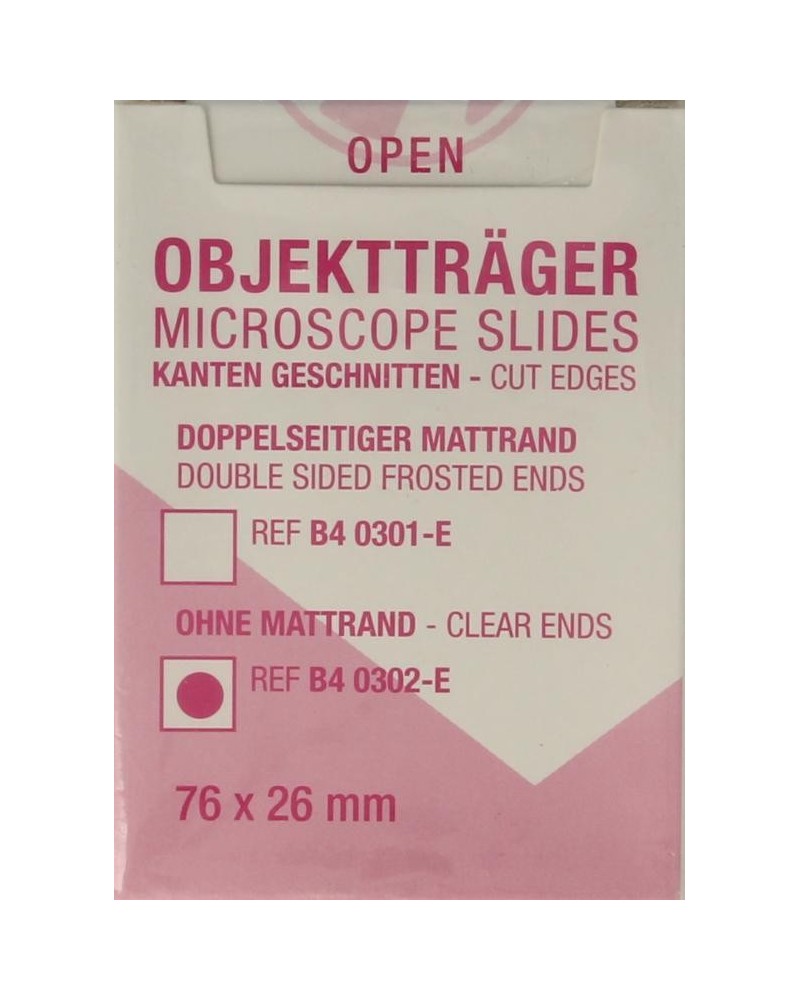 OPEN
OBJEKTTRÄGER
MICROSCOPE SLIDES
KANTEN GESCHNITTEN - CUT EDGES
DOPPELSEITIGER MATTRAND
DOUBLE SIDED FROSTED ENDS
REF B4 0301-E
OHNE MATTRAND - CLEAR ENDS
REF B4 0302-E
76 x 26 mm